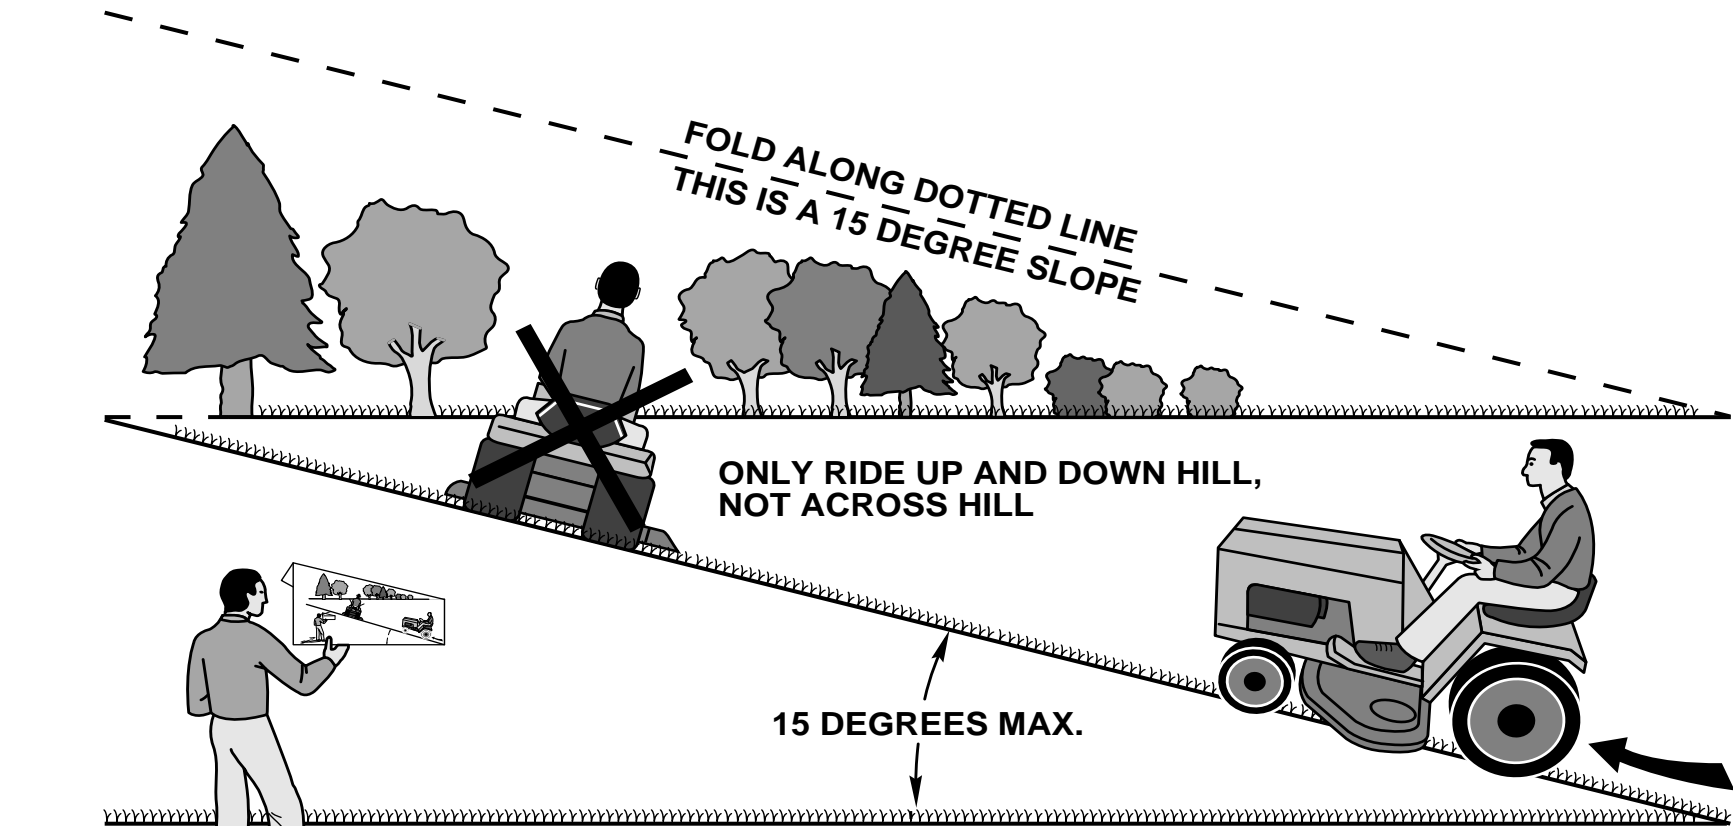 FOLD ALONG DOTTED LINE
THIS IS A 15 DEGREE SLOPE
ONLY RIDE UP AND DOWN HILL,
NOT ACROSS HILL
15 DEGREES MAX.